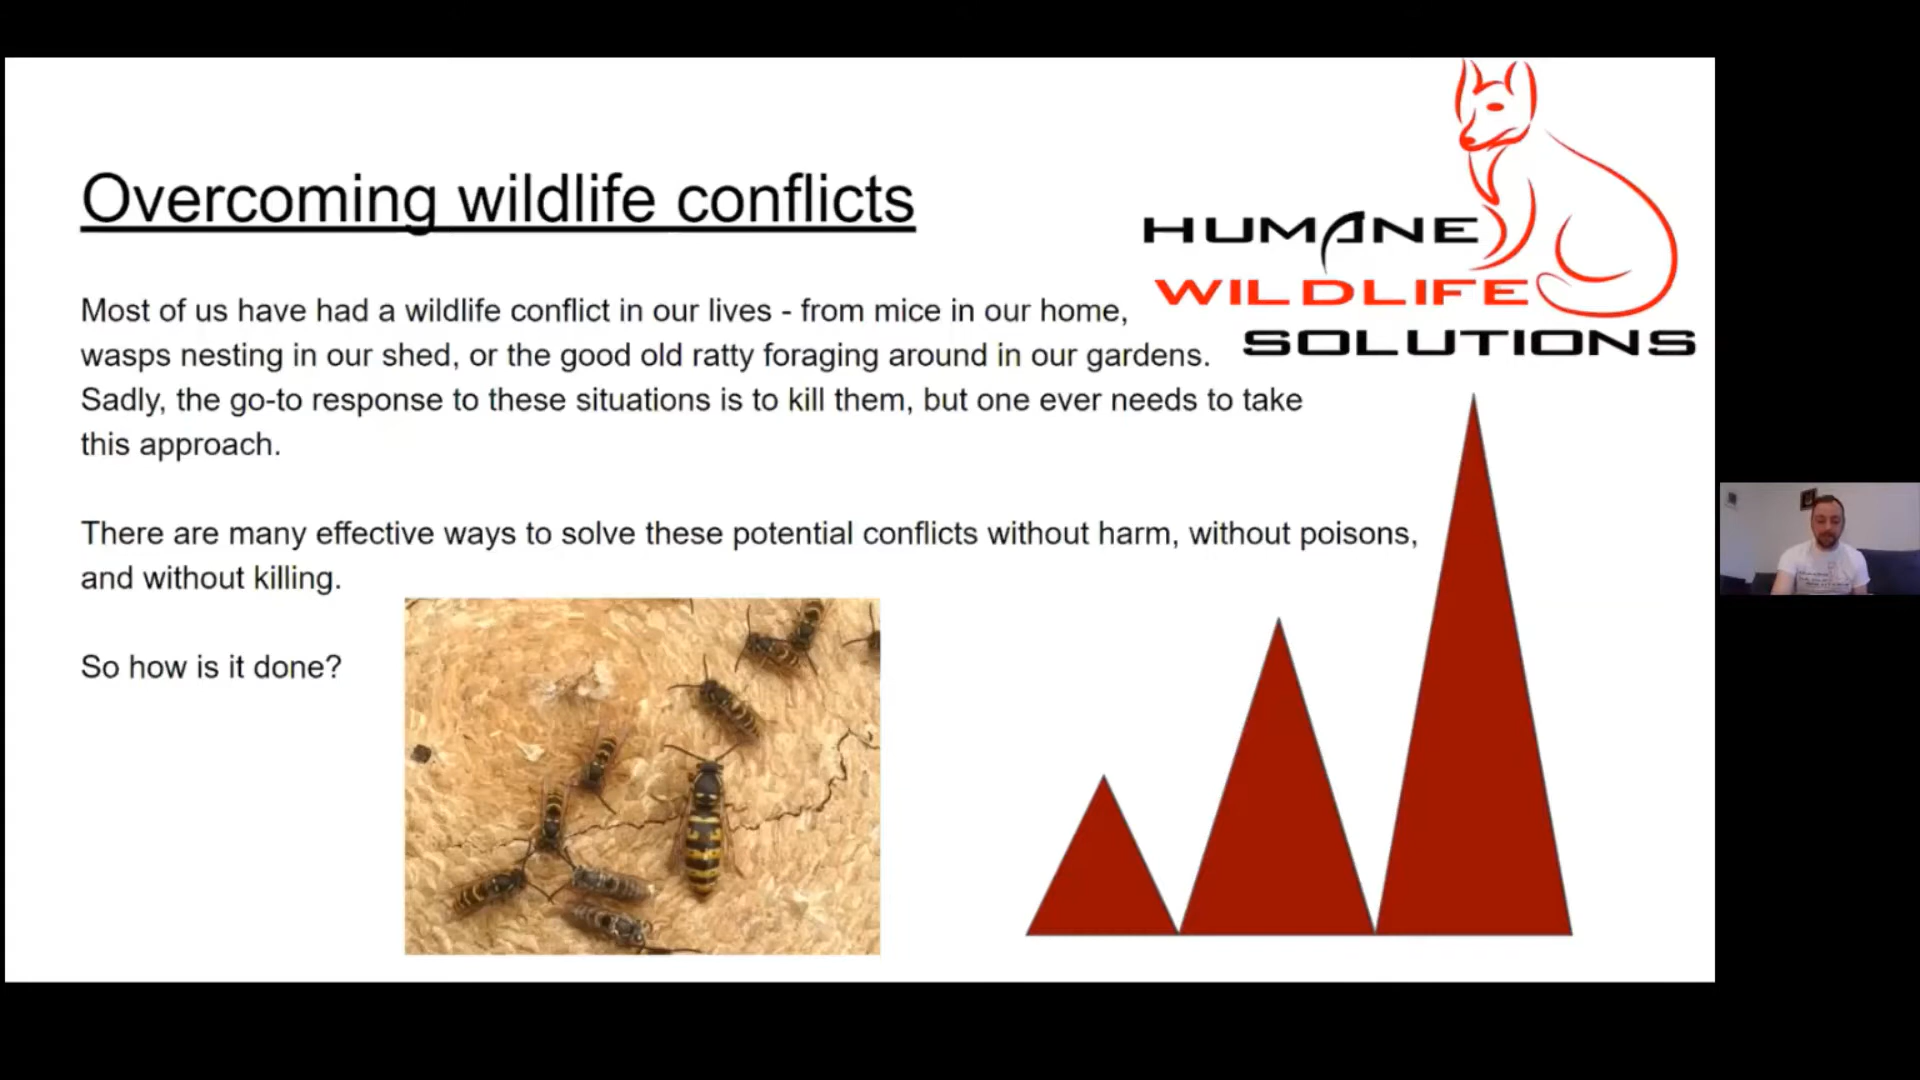 Overcoming wildlife conflicts
HUMANE
WILDLIFE
SOLUTIONS
Most of us have had a wildlife conflict in our lives - from mice in our home,
wasps nesting in our shed, or the good old ratty foraging around in our gardens.
Sadly, the go-to response to these situations is to kill them, but one ever needs to take
this approach.
There are many effective ways to solve these potential conflicts without harm, without poisons,
and without killing.
So how is it done?